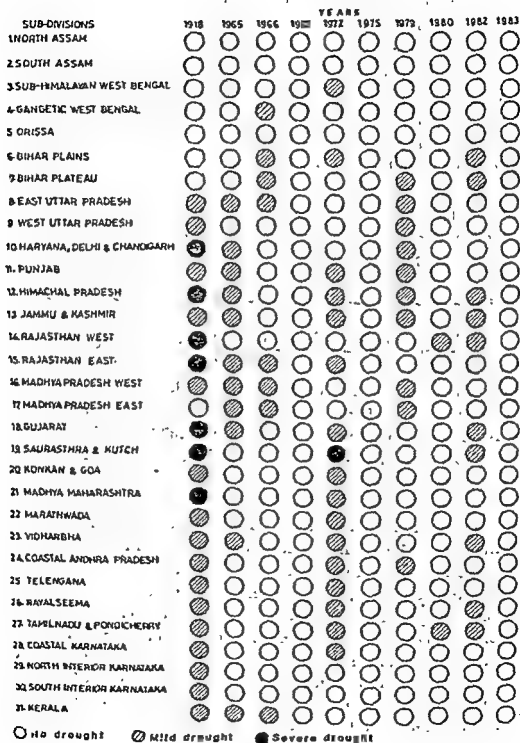 YEARS
SUB-DIVISIONS 1918 1965 1966 1972 1975 1979 1980 1982 1983
1.NORTH ASSAM
2.SOUTH ASSAM
3.SUB-HIMALAYAN WEST BENGAL
4.GANGETIC WEST BENGAL
5 ORISSA
6.BIHAR PLAINS
7.BIHAR PLATEAU
8.EAST UTTAR PRADESH
9 WEST UTTAR PRADESH
10.HARYANA, DELHI & CHANDIGARH
11. PUNJAB
12.HIMACHAL PRADESH
13 JAMMU & KASHMIR
14.RAJASTHAN WEST
15.RAJASTHAN EAST
16.MADHYA PRADESH WEST
17 MADHYA PRADESH EAST
18.GUJARAT
19. SAURASTHRA & KUTCH
20 KONKAN & GOA
21 MADHYA MAHARASHTRA
22 MARATHWADA
23. VIDHARBHA
24.COASTAL ANDHRA PRADESH
25 TELENGANA
26.RAYALSEEMA
27. TAMILNADU & PONDICHERRY
28. COASTAL KARNATAKA
29.NORTH INTERIOR KARNATAKA
30.SOUTH INTERIOR KARNATAKA
31.KERALA
No drought Mild drought Severe drought